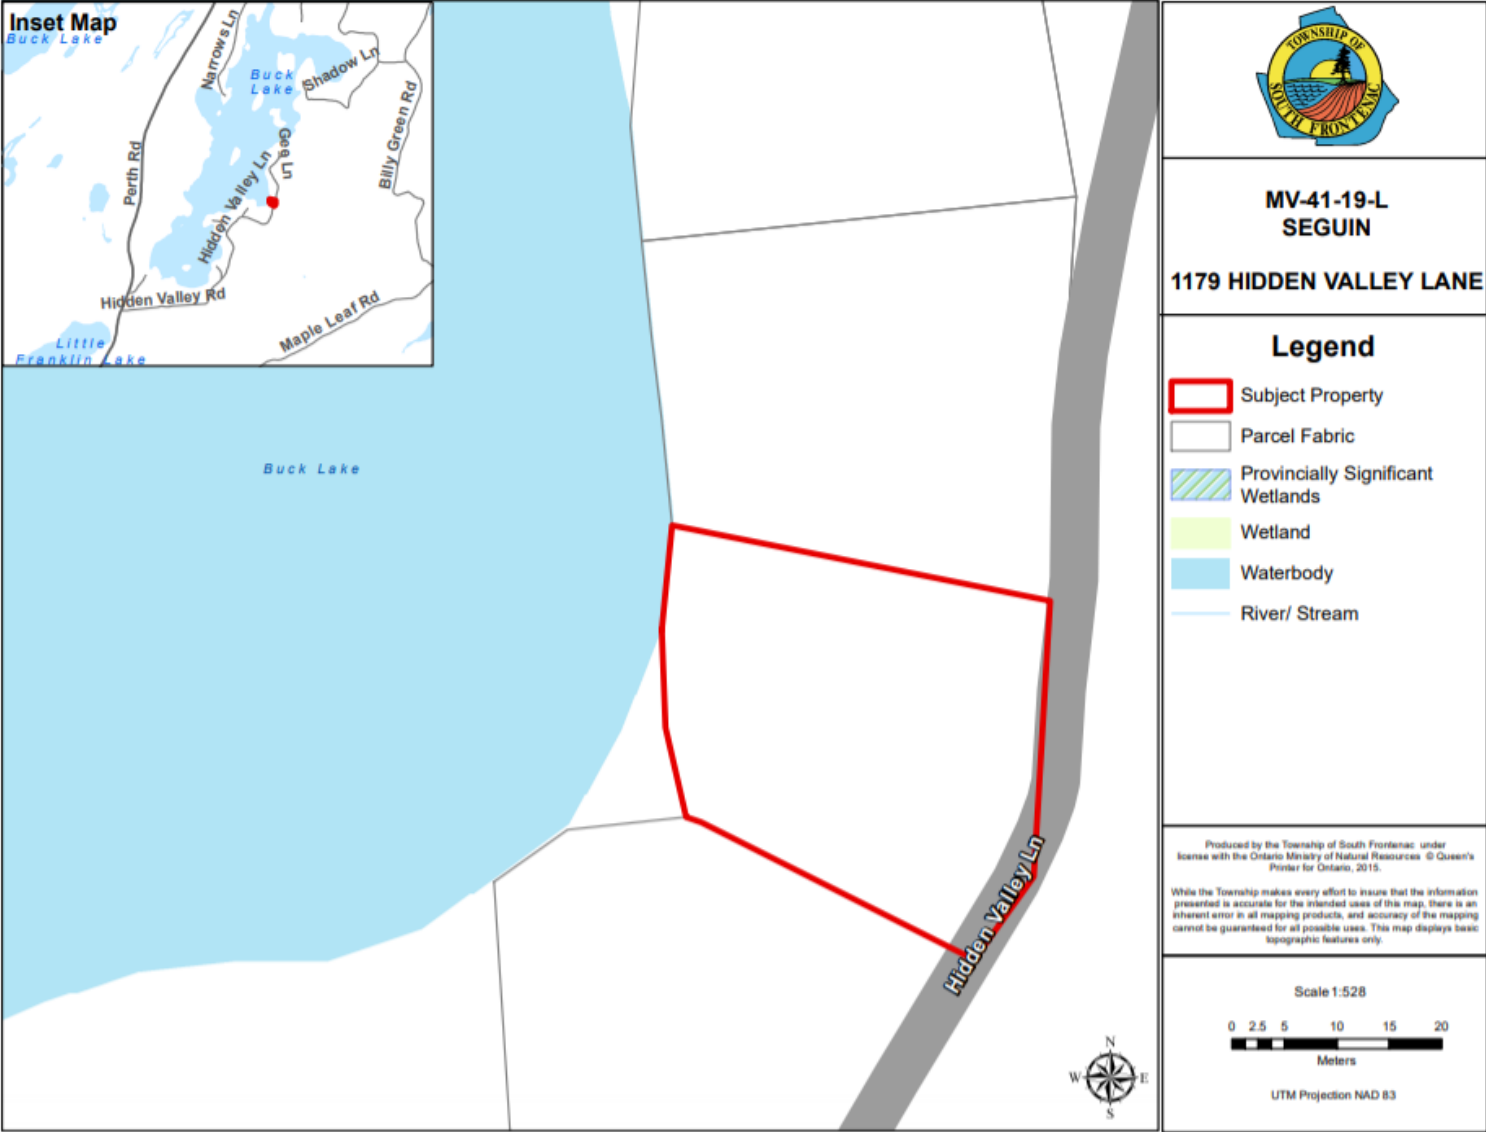 Inset Map
Buck Lake
Narrows Ln
Buck
Lake
Shadow Ln
Gee Ln
Billy Green Rd
Perth Rd
Hidden Valley Ln
Hidden Valley Rd
Maple Leaf Rd
Little
Franklin Lake
Buck Lake
Hidden Valley Ln
N
W E
S
TOWNSHIP OF
SOUTH FRONTENAC
MV-41-19-L
SEGUIN
1179 HIDDEN VALLEY LANE
Legend
Subject Property
Parcel Fabric
Provincially Significant
Wetlands
Wetland
Waterbody
River/ Stream
Produced by the Township of South Frontenac under
license with the Ontario Ministry of Natural Resources © Queen's
Printer for Ontario, 2015.
While the Township makes every effort to insure that the information
presented is accurate for the intended uses of this map, there is an
inherent error in all mapping products, and accuracy of the mapping
cannot be guaranteed for all possible uses. This map displays basic
topographic features only.
Scale 1:528
0 2.5 5 10 15 20
Meters
UTM Projection NAD 83